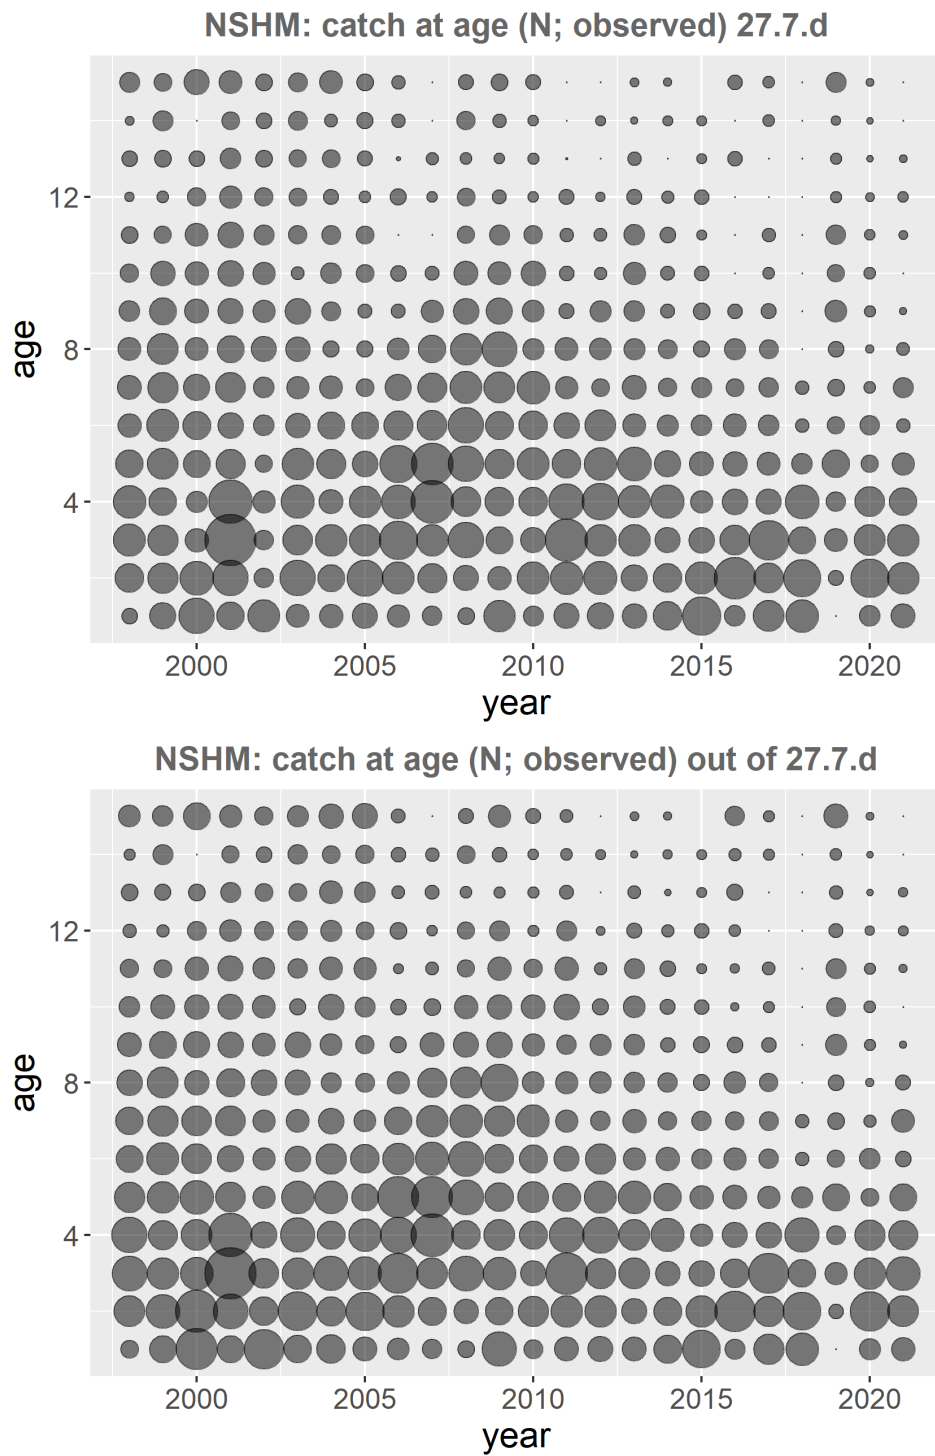 NSHM: catch at age (N; observed) 27.7.d
12
8
4
age
2000 2005 2010 2015 2020
year
NSHM: catch at age (N; observed) out of 27.7.d
12
8
4
age
2000 2005 2010 2015 2020
year